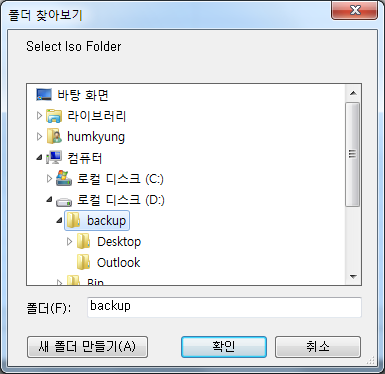 폴더 찾아보기
Select Iso Folder
바탕 화면
라이브러리
humkyung
컴퓨터
로컬 디스크 (C:)
로컬 디스크 (D:)
backup
Desktop
Outlook
Bin
폴더(F):
backup
새 폴더 만들기(A)
확인
취소